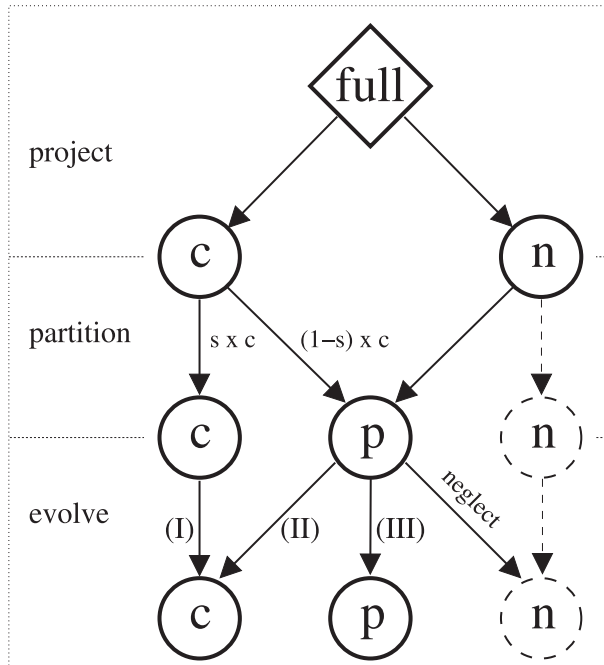 full
project
c
n
partition
s x c
(1−s) x c
c
p
n
evolve
neglect
(I)
(II)
(III)
c
p
n